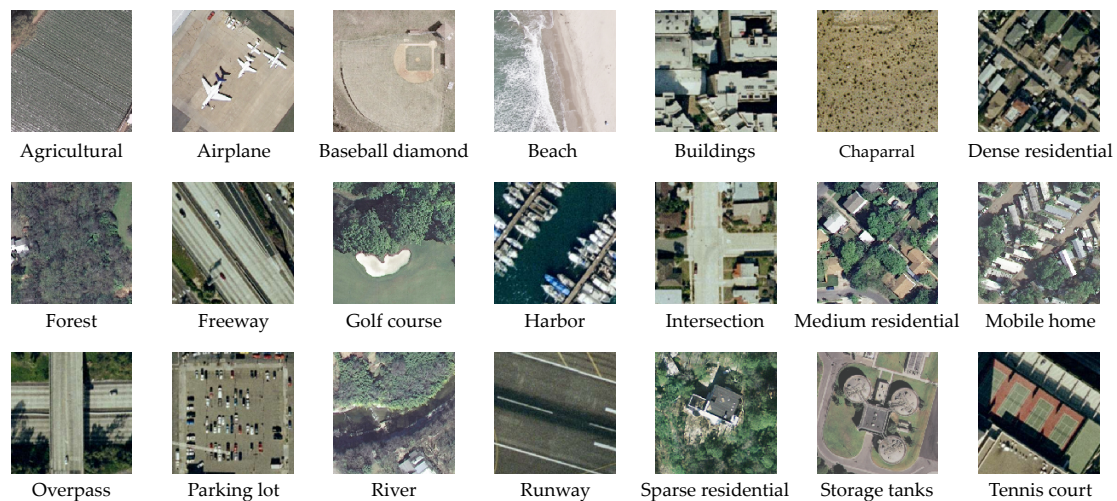 Agricultural
Airplane
Baseball diamond
Beach
Buildings
Chaparral
Dense residential
Forest
Freeway
Golf course
Harbor
Intersection
Medium residential
Mobile home
Overpass
Parking lot
River
Runway
Sparse residential
Storage tanks
Tennis court